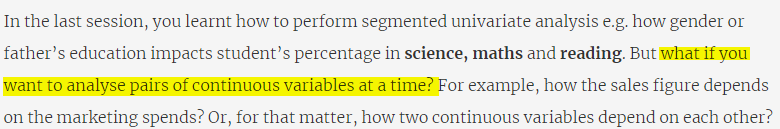 In the last session, you learnt how to perform segmented univariate analysis e.g. how gender or
father’s education impacts student’s percentage in science, maths and reading. But what if you
want to analyse pairs of continuous variables at a time? For example, how the sales figure depends
on the marketing spends? Or, for that matter, how two continuous variables depend on each other?